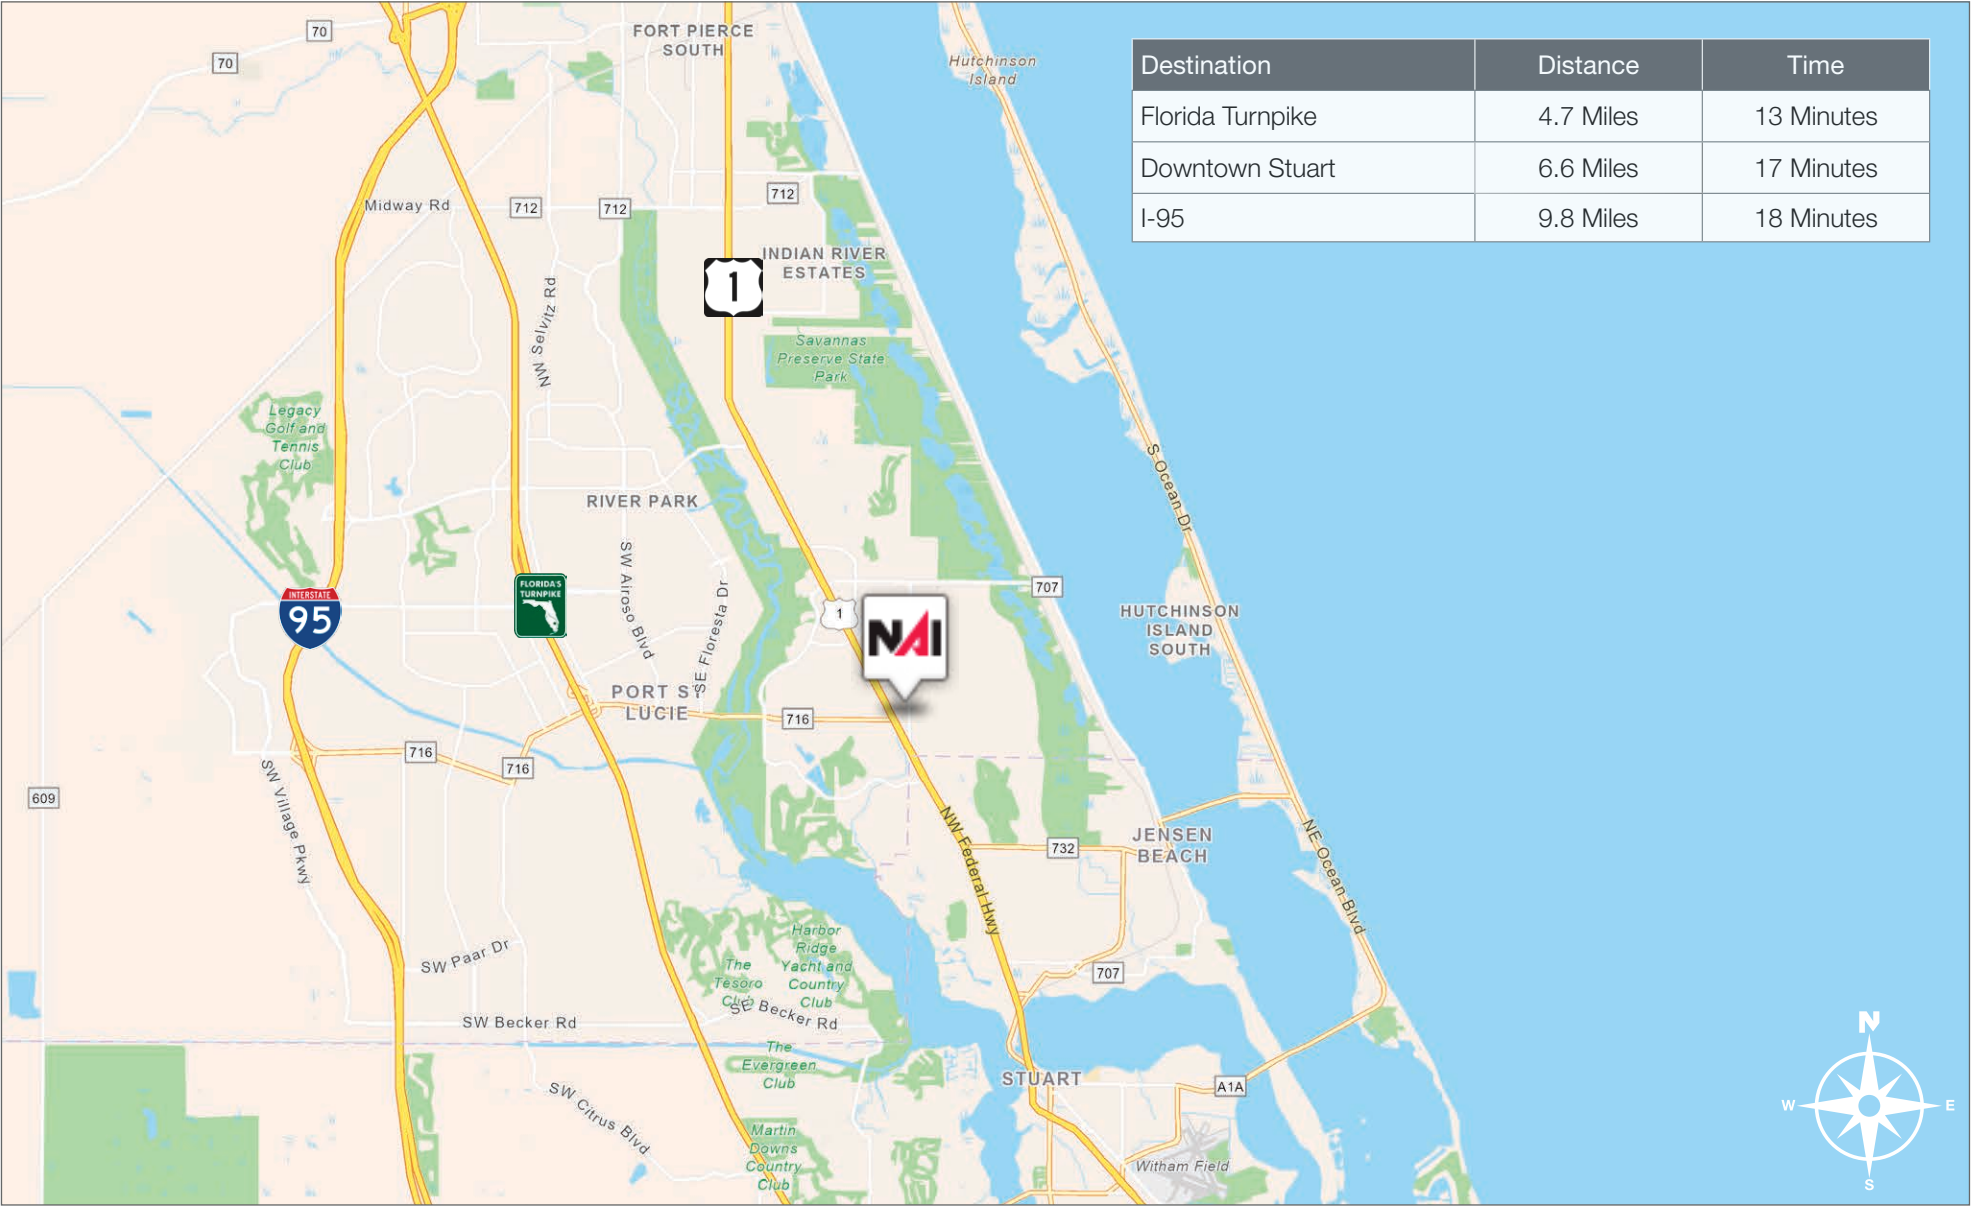 70
70
FORT PIERCE
SOUTH
Hutchinson
Island
Destination Distance Time
Florida Turnpike 4.7 Miles 13 Minutes
Downtown Stuart 6.6 Miles 17 Minutes
I-95 9.8 Miles 18 Minutes
Midway Rd
712
712
712
INDIAN RIVER
ESTATES
1
NW Selvitz Rd
Savannas
Preserve State
Park
Legacy
Golf and
Tennis
Club
S Ocean Dr
RIVER PARK
SW Airoso Blvd
SE Floresta Dr
INTERSTATE
95
FLORIDA'S
TURNPIKE
1
NAI
707
HUTCHINSON
ISLAND
SOUTH
PORT ST
LUCIE
716
716
716
609
SW Village Pkwy
NW Federal Hwy
732
JENSEN
BEACH
NE Ocean Blvd
SW Paar Dr
The
Tesoro
Club
Harbor
Ridge
Yacht and
Country
Club
707
SW Becker Rd
SE Becker Rd
The
Evergreen
Club
STUART
A1A
SW Citrus Blvd
Martin
Downs
Country
Club
Witham Field
N
W E
S